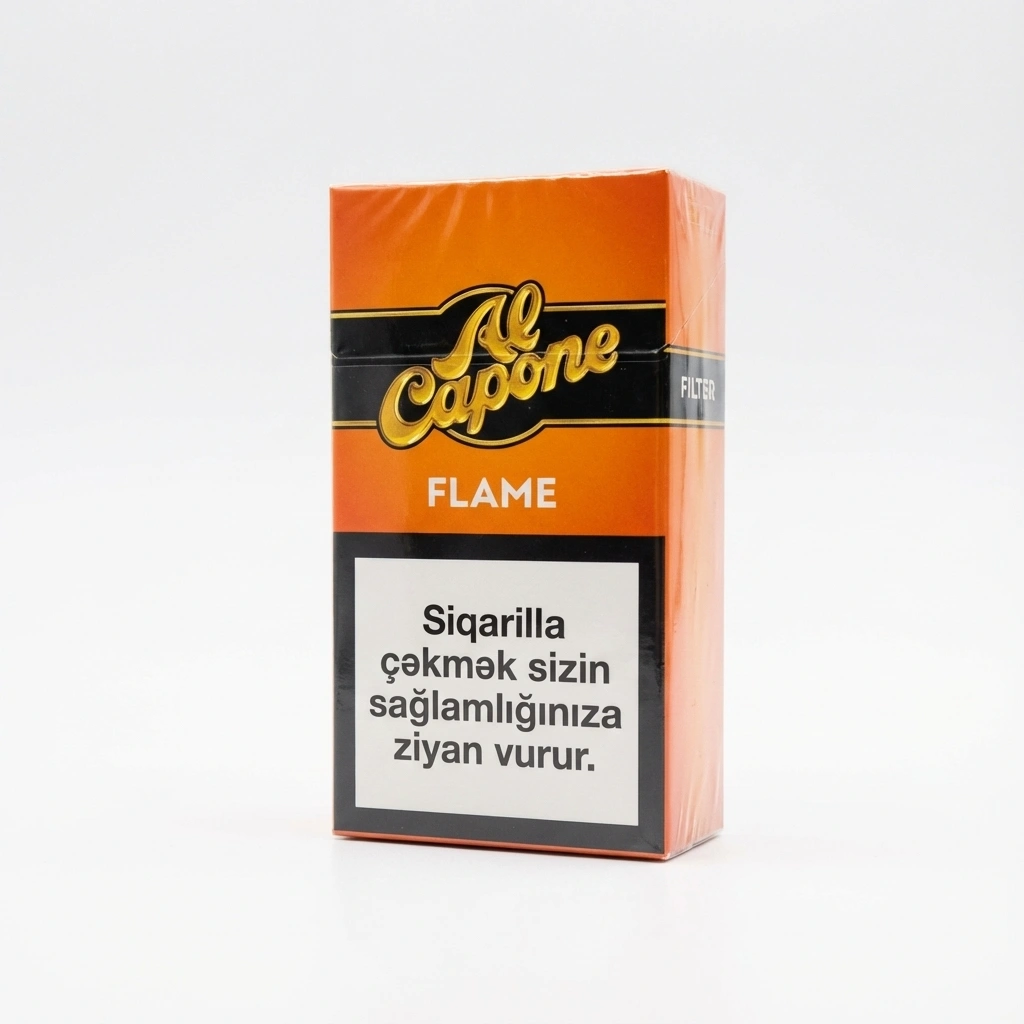 Al
Capone
FILTER
FLAME
Siqarilla
çəkmək sizin
sağlamlığınıza
ziyan vurur.